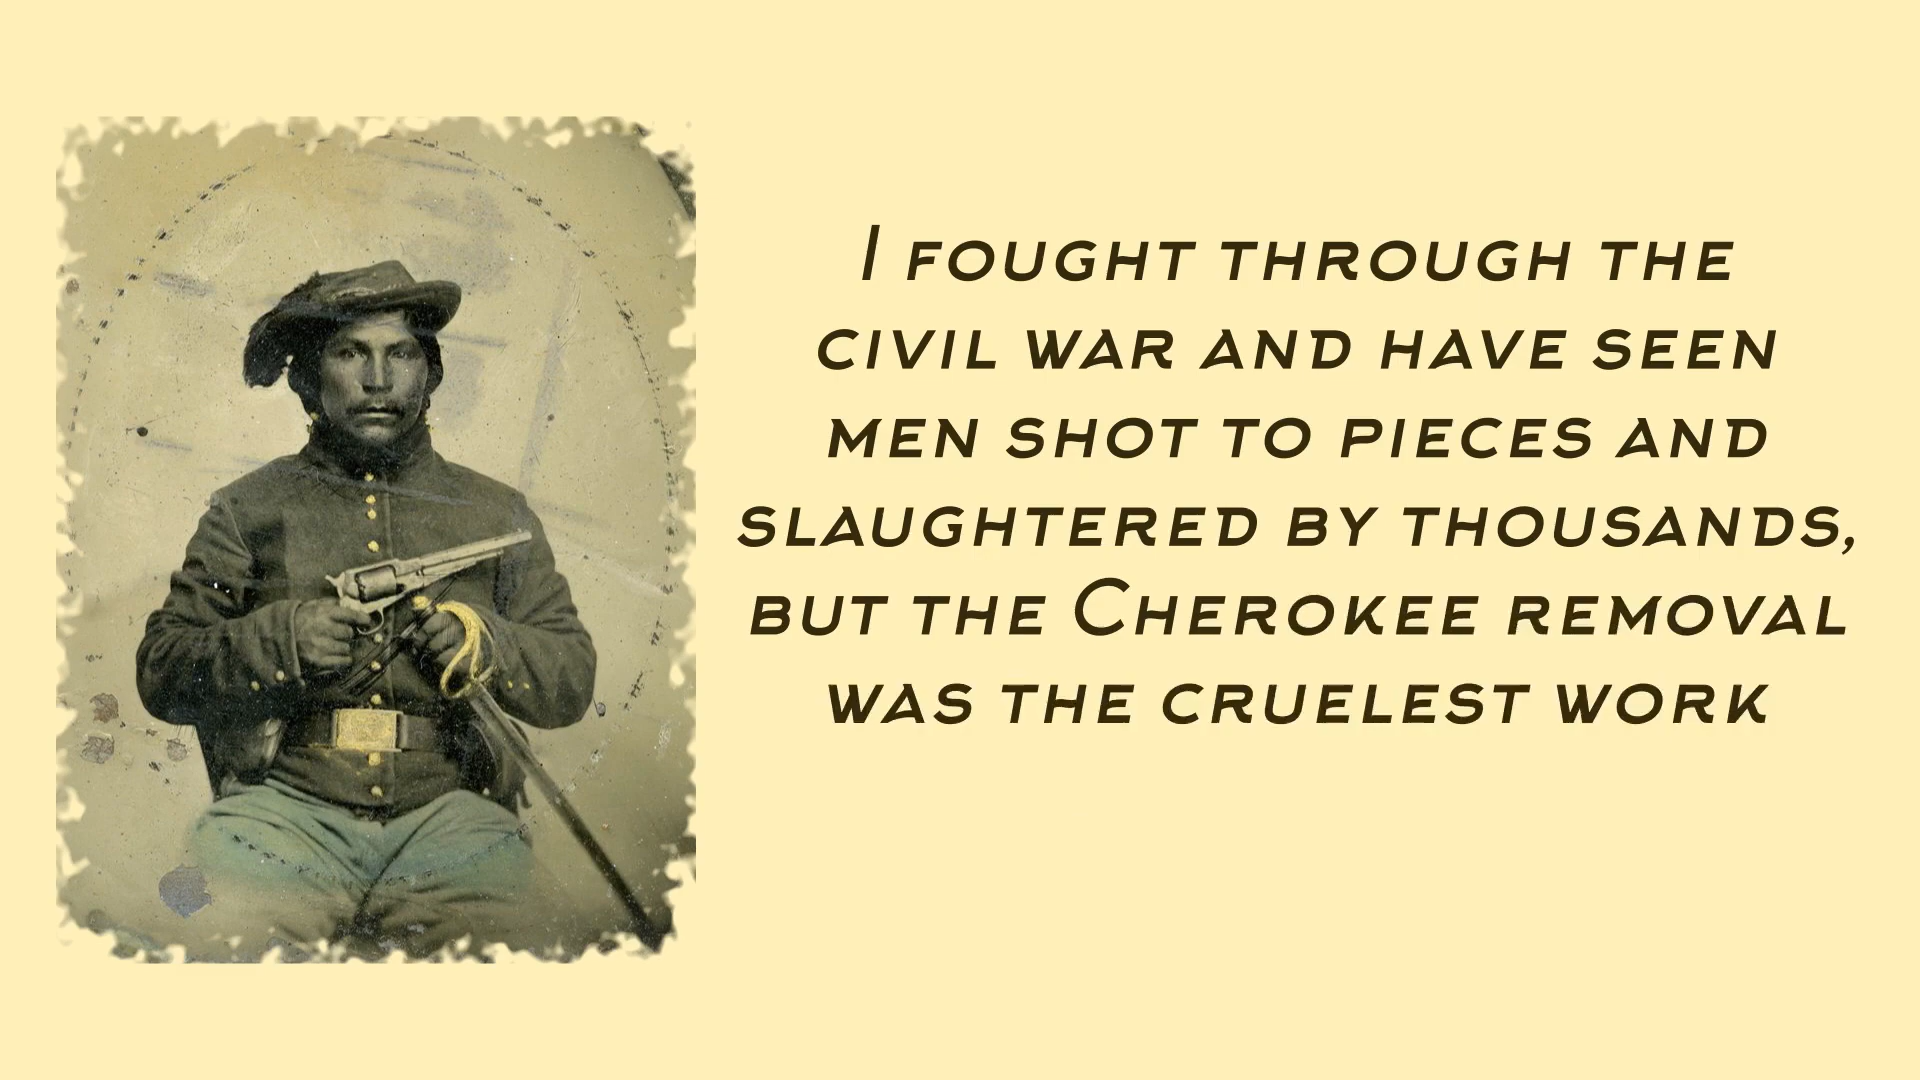 I fought through the
civil war and have seen
men shot to pieces and
slaughtered by thousands,
but the Cherokee removal
was the cruelest work